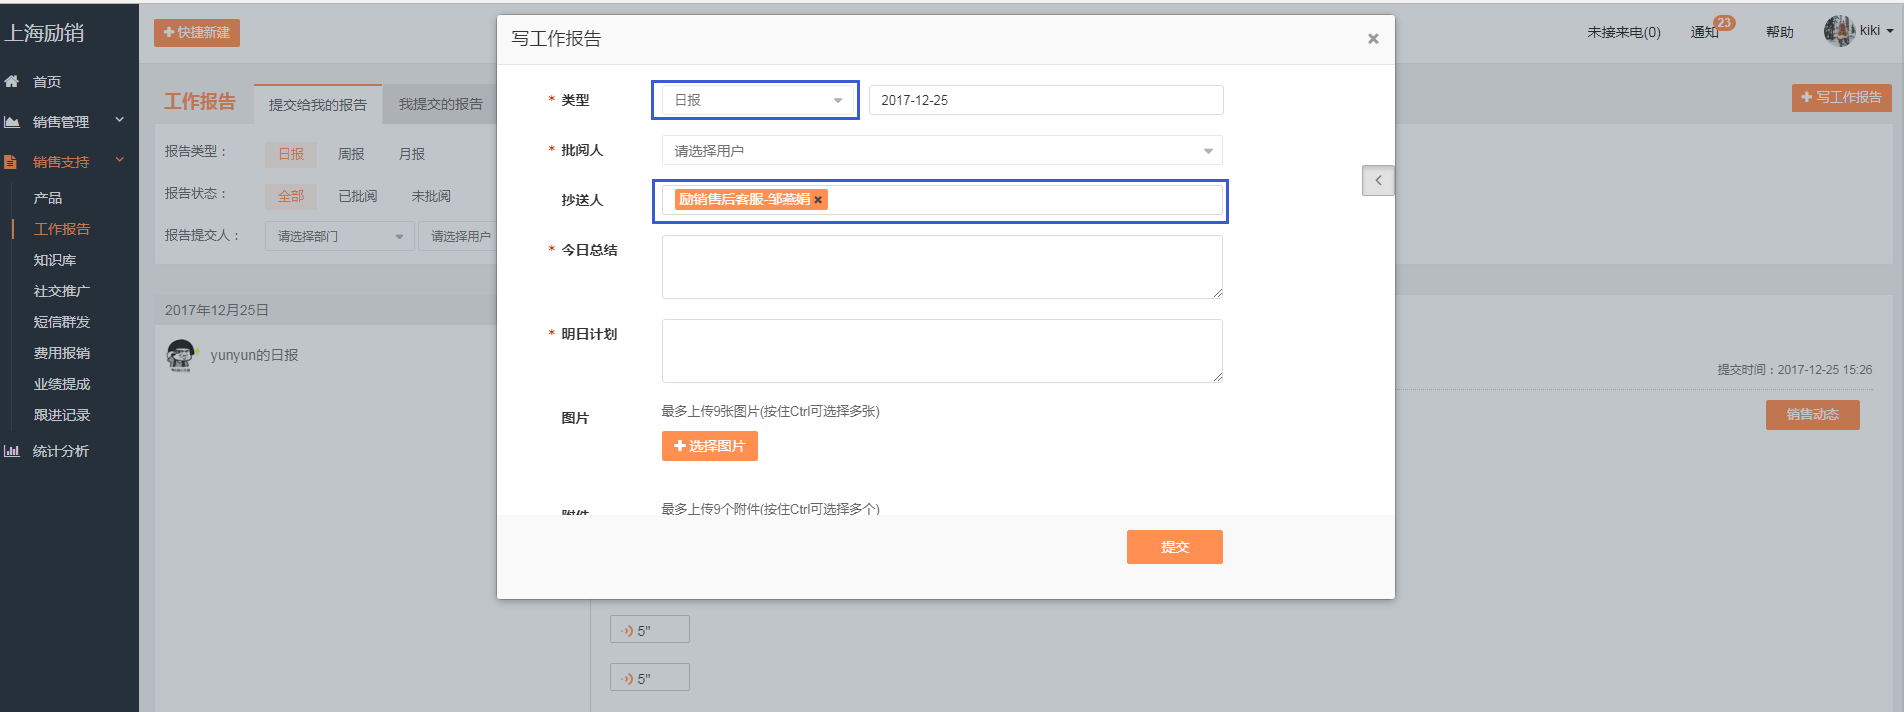 上海励销
首页
销售管理
销售支持
产品
工作报告
知识库
社交推广
短信群发
费用报销
业绩提成
跟进记录
统计分析
快捷新建
未接来电(0)
通知
23
帮助
kiki
工作报告
提交给我的报告
我提交的报告
写工作报告
报告类型：
日报
周报
月报
报告状态：
全部
已批阅
未批阅
报告提交人：
请选择部门
请选择用户
2017年12月25日
yunyun的日报
写工作报告
×
* 类型
日报
2017-12-25
* 批阅人
请选择用户
抄送人
励销售后客服-邹燕娟 ×
* 今日总结
* 明日计划
图片
最多上传9张图片(按住Ctrl可选择多张)
选择图片
附件
最多上传9个附件(按住Ctrl可选择多个)
提交
提交时间：2017-12-25 15:26
销售动态
5"
5"